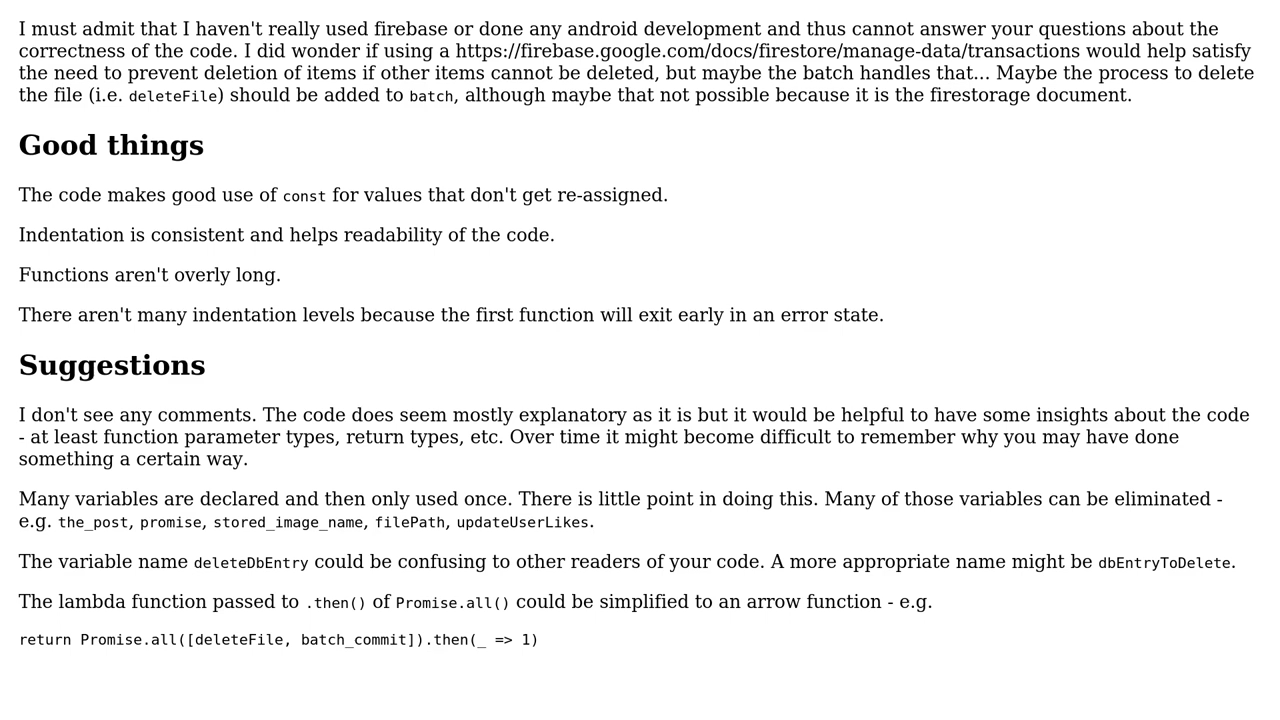 I must admit that I haven't really used firebase or done any android development and thus cannot answer your questions about the
correctness of the code. I did wonder if using a https://firebase.google.com/docs/firestore/manage-data/transactions would help satisfy
the need to prevent deletion of items if other items cannot be deleted, but maybe the batch handles that... Maybe the process to delete
the file (i.e. deleteFile) should be added to batch, although maybe that not possible because it is the firestorage document.
Good things
The code makes good use of const for values that don't get re-assigned.
Indentation is consistent and helps readability of the code.
Functions aren't overly long.
There aren't many indentation levels because the first function will exit early in an error state.
Suggestions
I don't see any comments. The code does seem mostly explanatory as it is but it would be helpful to have some insights about the code
- at least function parameter types, return types, etc. Over time it might become difficult to remember why you may have done
something a certain way.
Many variables are declared and then only used once. There is little point in doing this. Many of those variables can be eliminated -
e.g. the_post, promise, stored_image_name, filePath, updateUserLikes.
The variable name deleteDbEntry could be confusing to other readers of your code. A more appropriate name might be dbEntryToDelete.
The lambda function passed to .then() of Promise.all() could be simplified to an arrow function - e.g.
return Promise.all([deleteFile, batch_commit]).then(_ => 1)